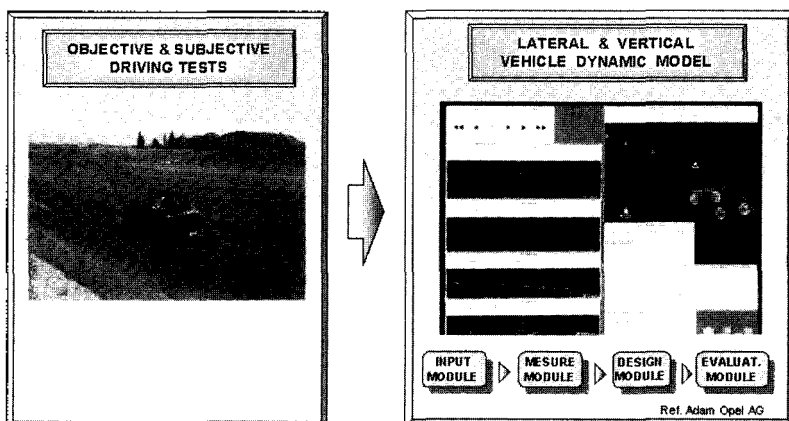 OBJECTIVE & SUBJECTIVE
DRIVING TESTS
LATERAL & VERTICAL
VEHICLE DYNAMIC MODEL
INPUT
MODULE
MESURE
MODULE
DESIGN
MODULE
EVALUAT.
MODULE
Ref. Adam Opel AG